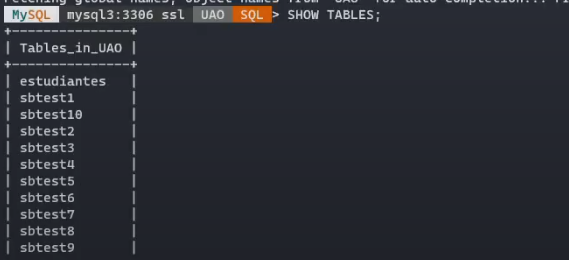 Fetching global names, object names from `UAO` for auto-completion...
MySQL mysql3:3306 ssl UAO SQL > SHOW TABLES;
+---------------+
| Tables_in_UAO |
+---------------+
| estudiantes |
| sbtest1 |
| sbtest10 |
| sbtest2 |
| sbtest3 |
| sbtest4 |
| sbtest5 |
| sbtest6 |
| sbtest7 |
| sbtest8 |
| sbtest9 |